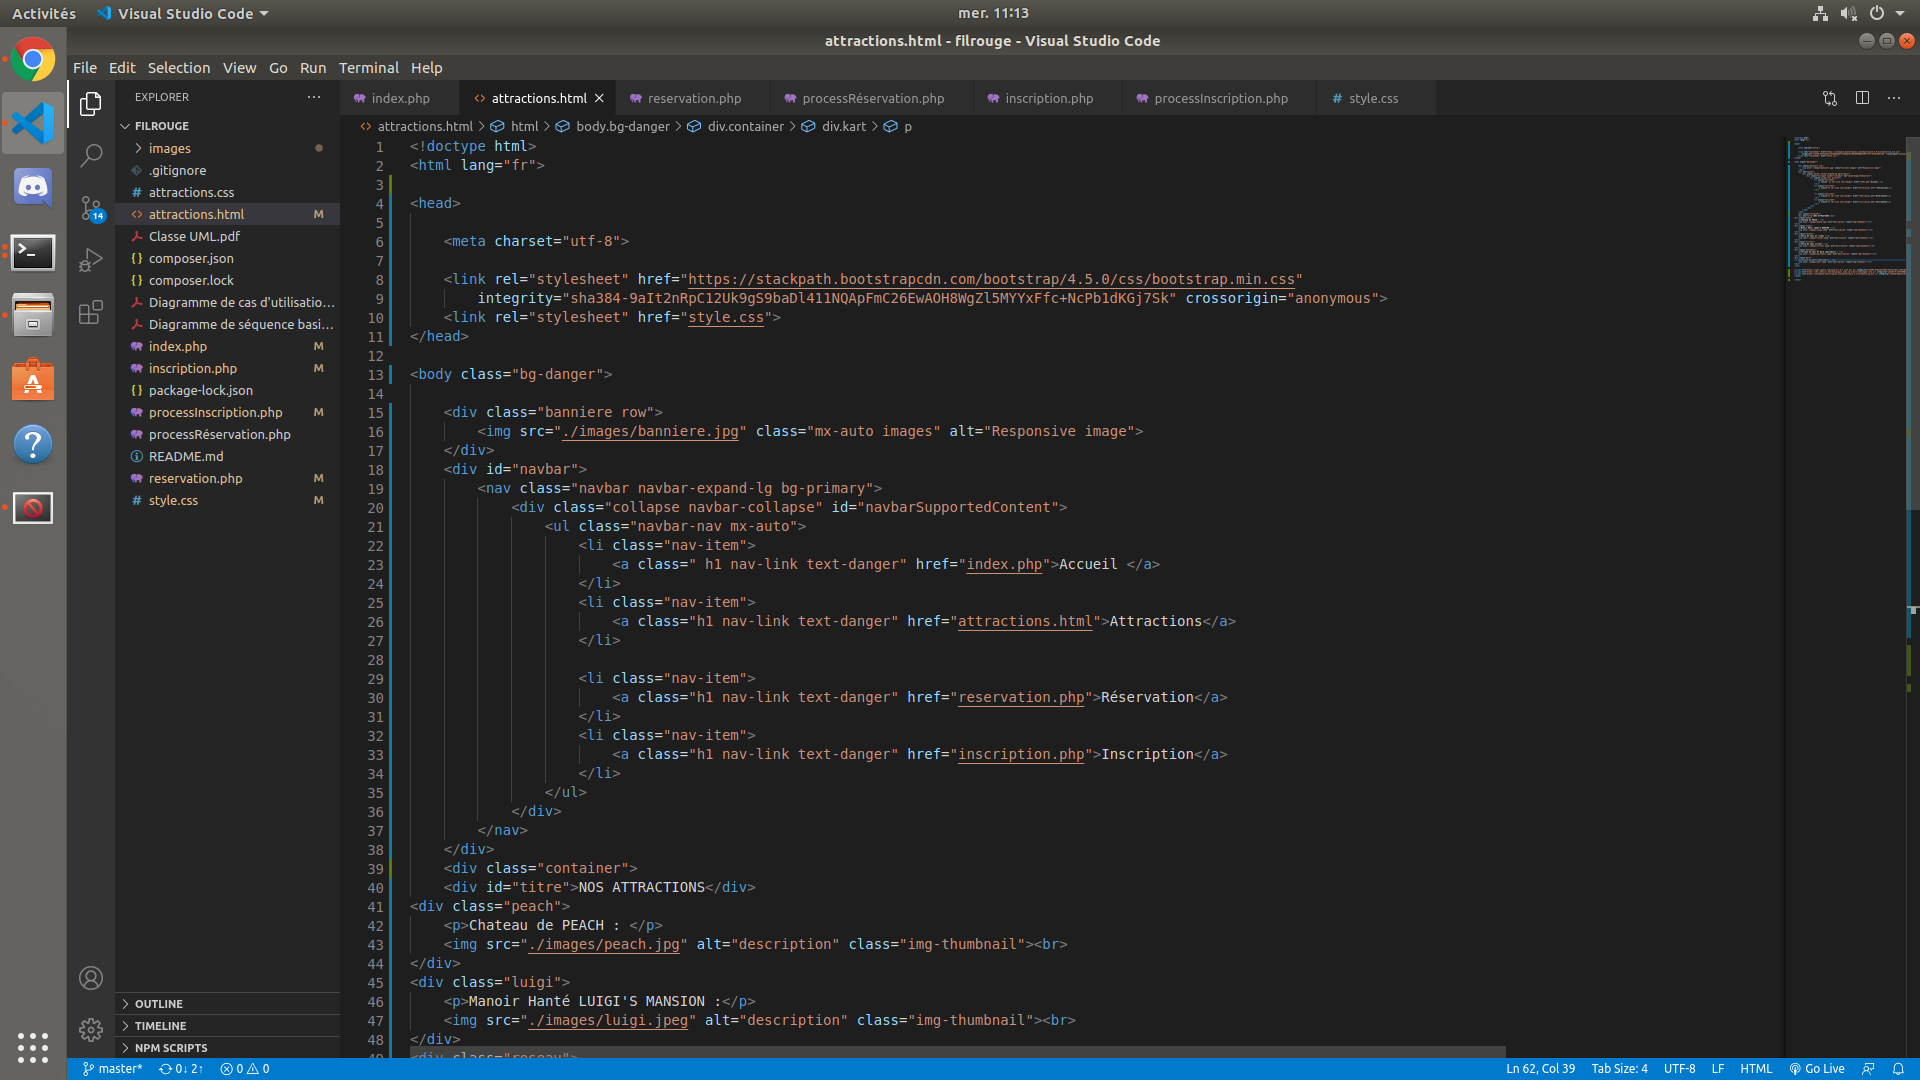 Activités
Visual Studio Code
mer. 11:13
attractions.html - filrouge - Visual Studio Code
File Edit Selection View Go Run Terminal Help
EXPLORER
index.php
attractions.html
reservation.php
processRéservation.php
inscription.php
processInscription.php
style.css
attractions.html > html > body.bg-danger > div.container > div.kart > p
FILROUGE
images
.gitignore
attractions.css
attractions.html M
Classe UML.pdf
composer.json
composer.lock
Diagramme de cas d'utilisatio...
Diagramme de séquence basi...
index.php M
inscription.php M
package-lock.json
processInscription.php M
processRéservation.php
README.md
reservation.php M
style.css M
14
OUTLINE
TIMELINE
NPM SCRIPTS
1 <!doctype html>
2 <html lang="fr">
3
4 <head>
5
6 <meta charset="utf-8">
7
8 <link rel="stylesheet" href="https://stackpath.bootstrapcdn.com/bootstrap/4.5.0/css/bootstrap.min.css"
9 integrity="sha384-9aIt2nRpC12Uk9gS9baDl411NQApFmC26EwAOH8WgZl5MYYxFfc+NcPb1dKGj7Sk" crossorigin="anonymous">
10 <link rel="stylesheet" href="style.css">
11 </head>
12
13 <body class="bg-danger">
14
15 <div class="banniere row">
16 <img src="./images/banniere.jpg" class="mx-auto images" alt="Responsive image">
17 </div>
18 <div id="navbar">
19 <nav class="navbar navbar-expand-lg bg-primary">
20 <div class="collapse navbar-collapse" id="navbarSupportedContent">
21 <ul class="navbar-nav mx-auto">
22 <li class="nav-item">
23 <a class=" h1 nav-link text-danger" href="index.php">Accueil </a>
24 </li>
25 <li class="nav-item">
26 <a class="h1 nav-link text-danger" href="attractions.html">Attractions</a>
27 </li>
28
29 <li class="nav-item">
30 <a class="h1 nav-link text-danger" href="reservation.php">Réservation</a>
31 </li>
32 <li class="nav-item">
33 <a class="h1 nav-link text-danger" href="inscription.php">Inscription</a>
34 </li>
35 </ul>
36 </div>
37 </nav>
38 </div>
39 <div class="container">
40 <div id="titre">NOS ATTRACTIONS</div>
41 <div class="peach">
42 <p>Chateau de PEACH : </p>
43 <img src="./images/peach.jpg" alt="description" class="img-thumbnail"><br>
44 </div>
45 <div class="luigi">
46 <p>Manoir Hanté LUIGI'S MANSION :</p>
47 <img src="./images/luigi.jpeg" alt="description" class="img-thumbnail"><br>
48 </div>
master* 0↓ 2↑ 0 0
Ln 62, Col 39 Tab Size: 4 UTF-8 LF HTML Go Live